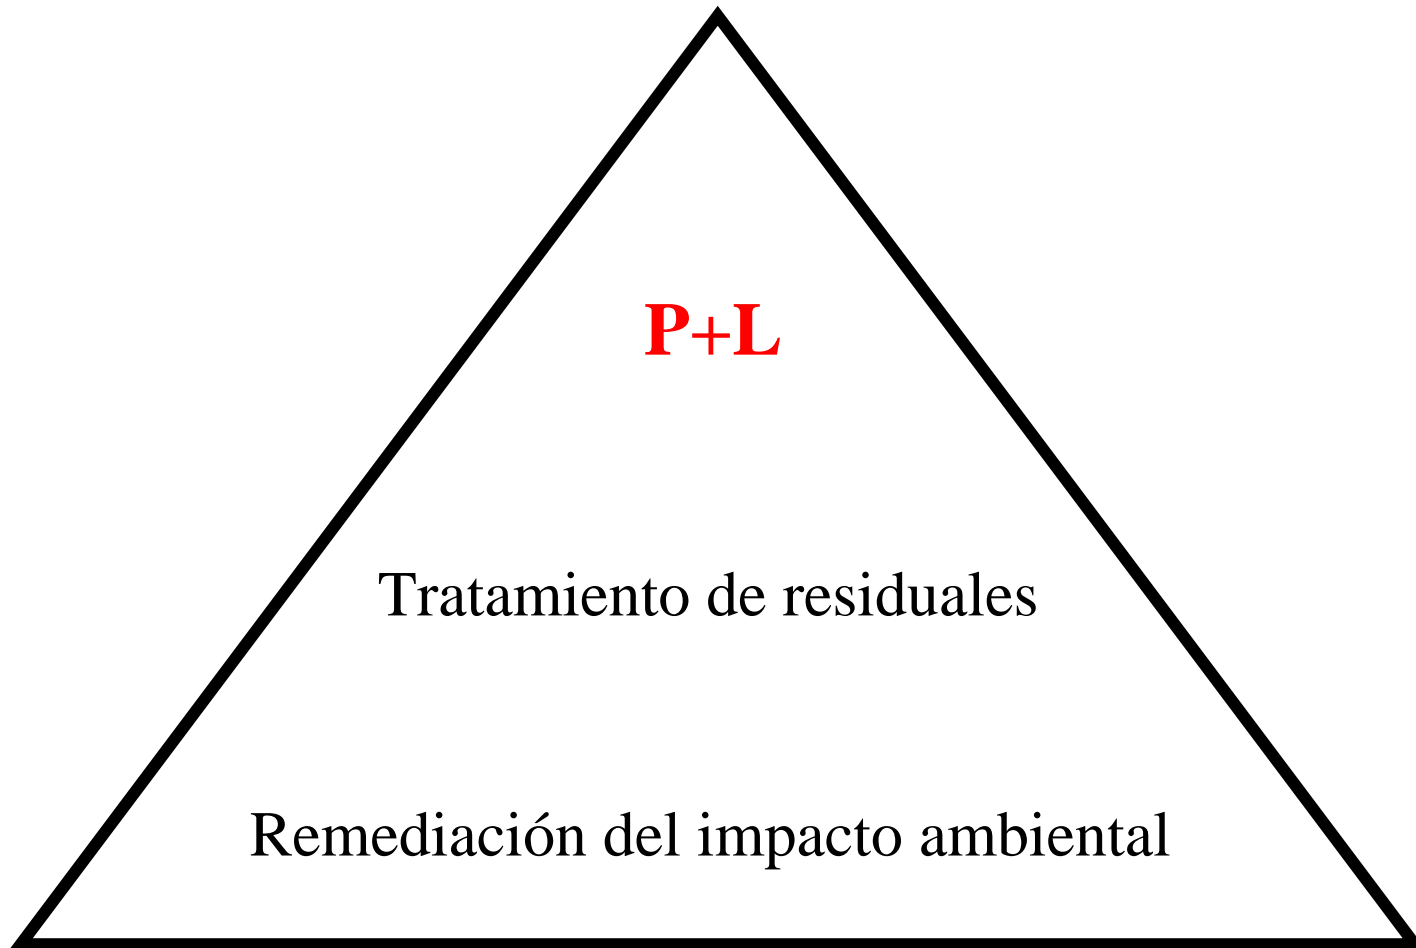 P+L
Tratamiento de residuales
Remediación del impacto ambiental